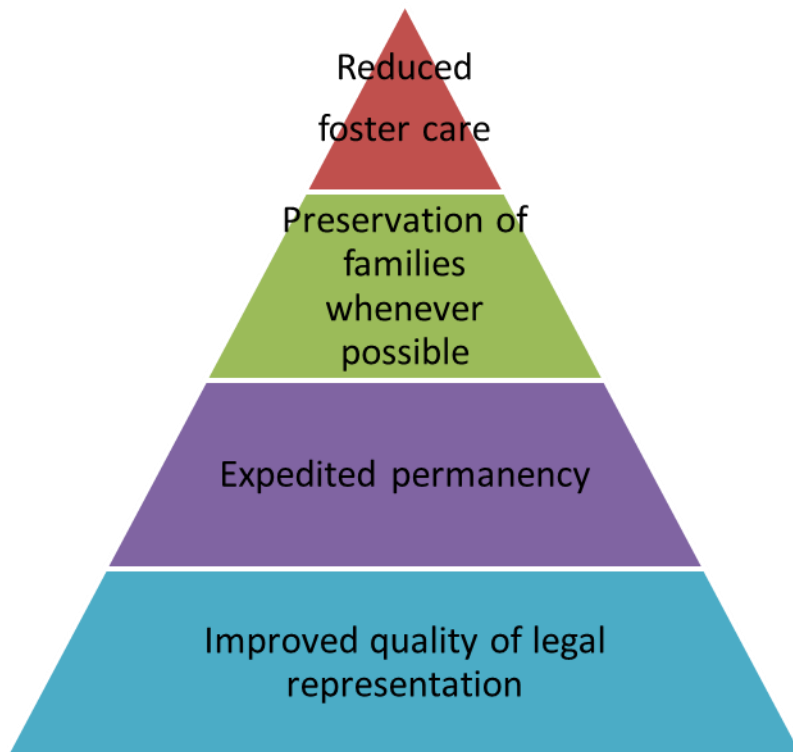 Reduced
foster care
Preservation of
families
whenever
possible
Expedited permanency
Improved quality of legal
representation